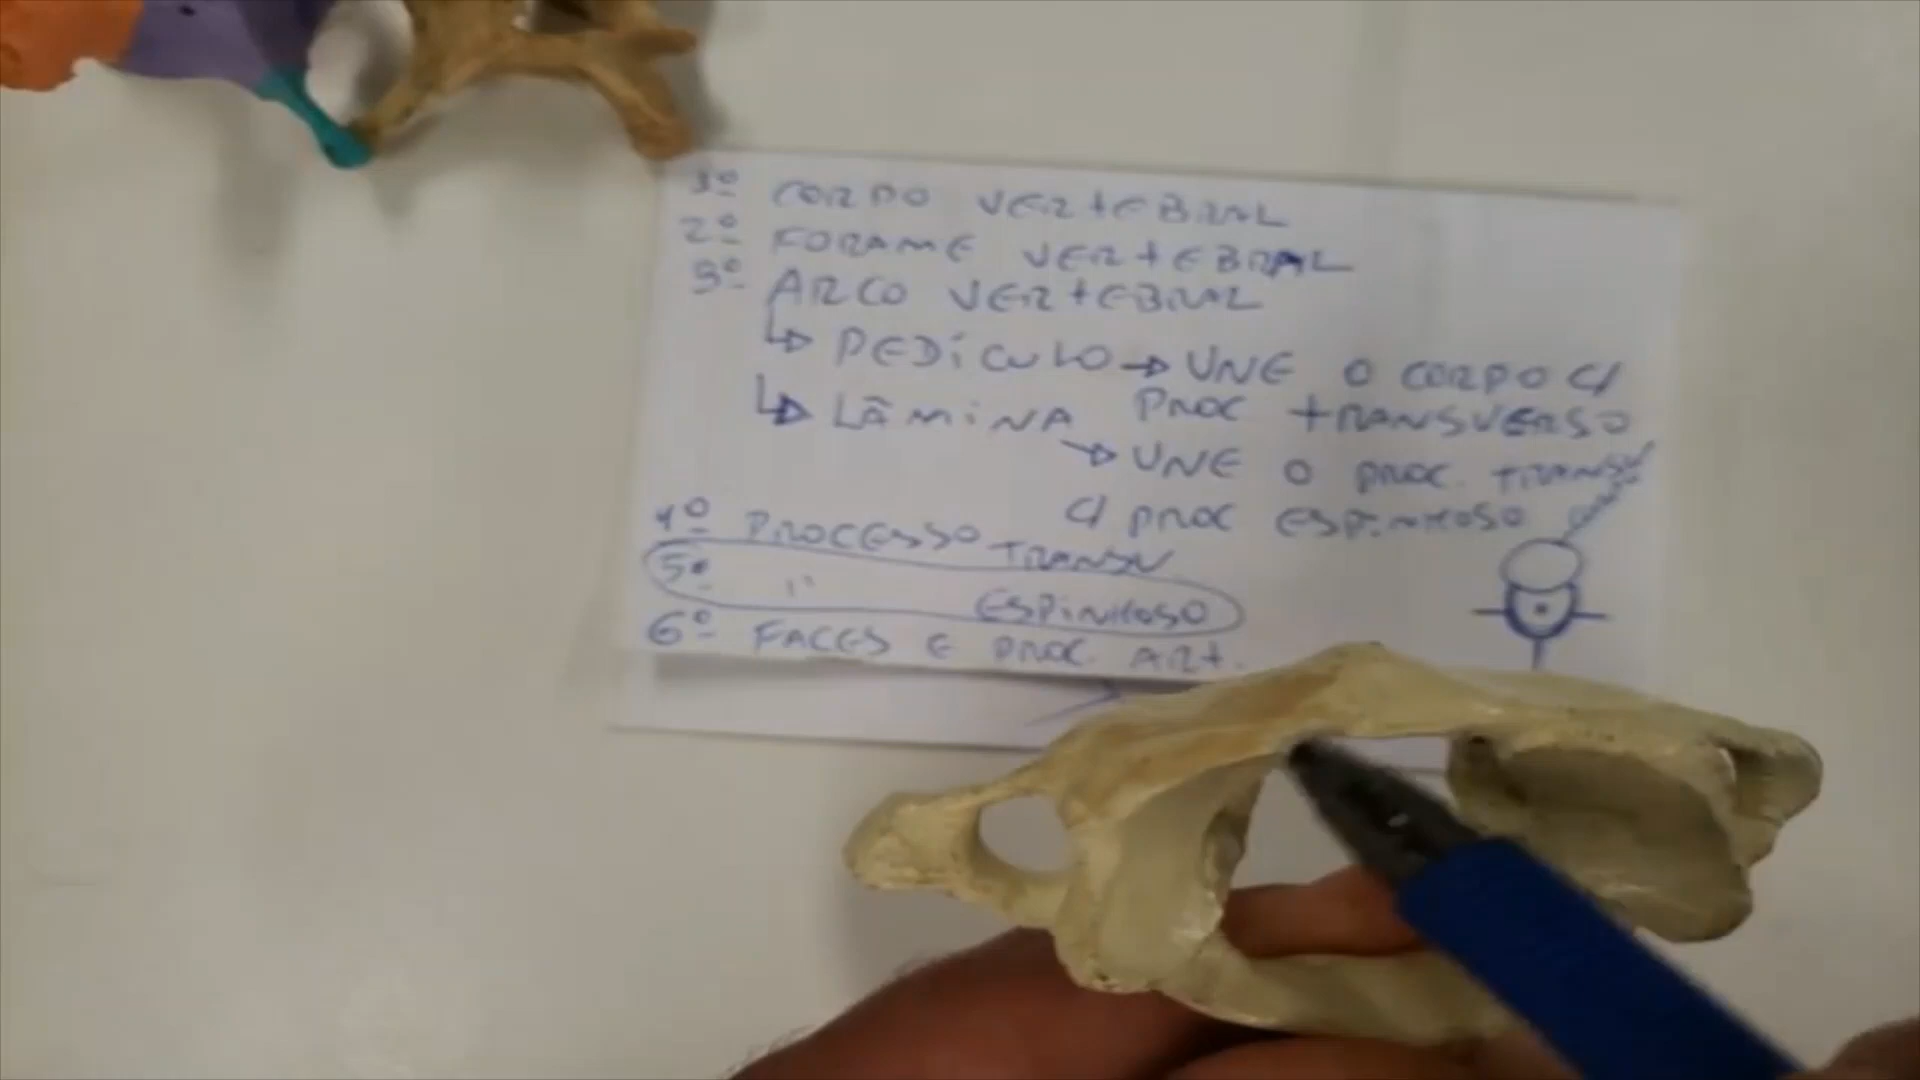 1º CORPO VERTEBRAL
2º FORAME VERTEBRAL
3º ARCO VERTEBRAL
↳ PEDÍCULO → UNE O CORPO C/
PROC TRANSVERSO
↳ LÂMINA
→ UNE O PROC. TRANSV
C/ PROC ESPINHOSO
4º PROCESSO TRANSV
5º " ESPINHOSO
6º FACES E PROC. ART.